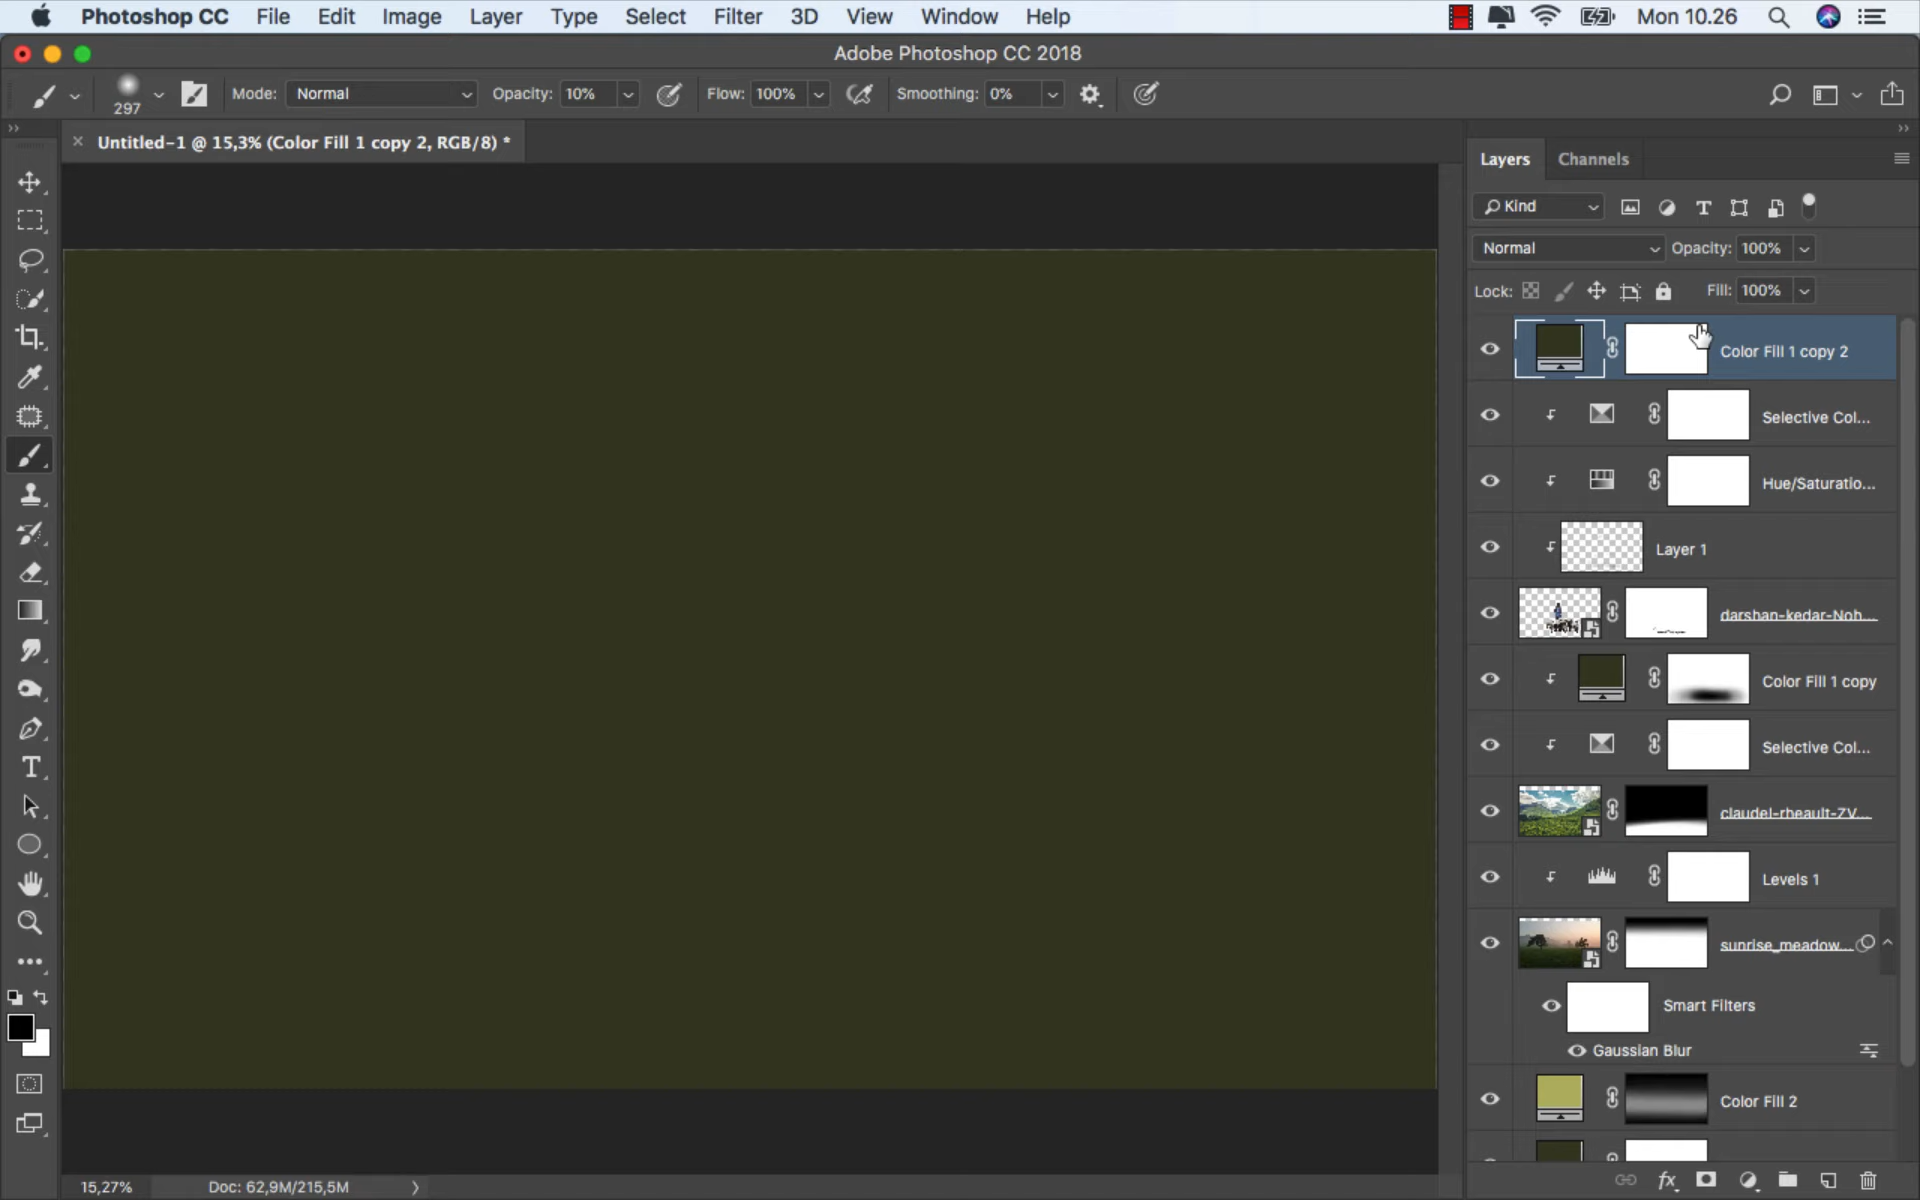 Photoshop CC File Edit Image Layer Type Select Filter 3D View Window Help Mon 10.26
Adobe Photoshop CC 2018
297 Mode: Normal Opacity: 10% Flow: 100% Smoothing: 0%
Untitled-1 @ 15,3% (Color Fill 1 copy 2, RGB/8) *
Layers Channels
Kind
Normal Opacity: 100%
Lock: Fill: 100%
Color Fill 1 copy 2
Selective Col...
Hue/Saturatio...
Layer 1
darshan-kedar-Noh...
Color Fill 1 copy
Selective Col...
claudel-rheault-ZV...
Levels 1
sunrise_meadow...
Smart Filters
Gaussian Blur
Color Fill 2
15,27% Doc: 62,9M/215,5M